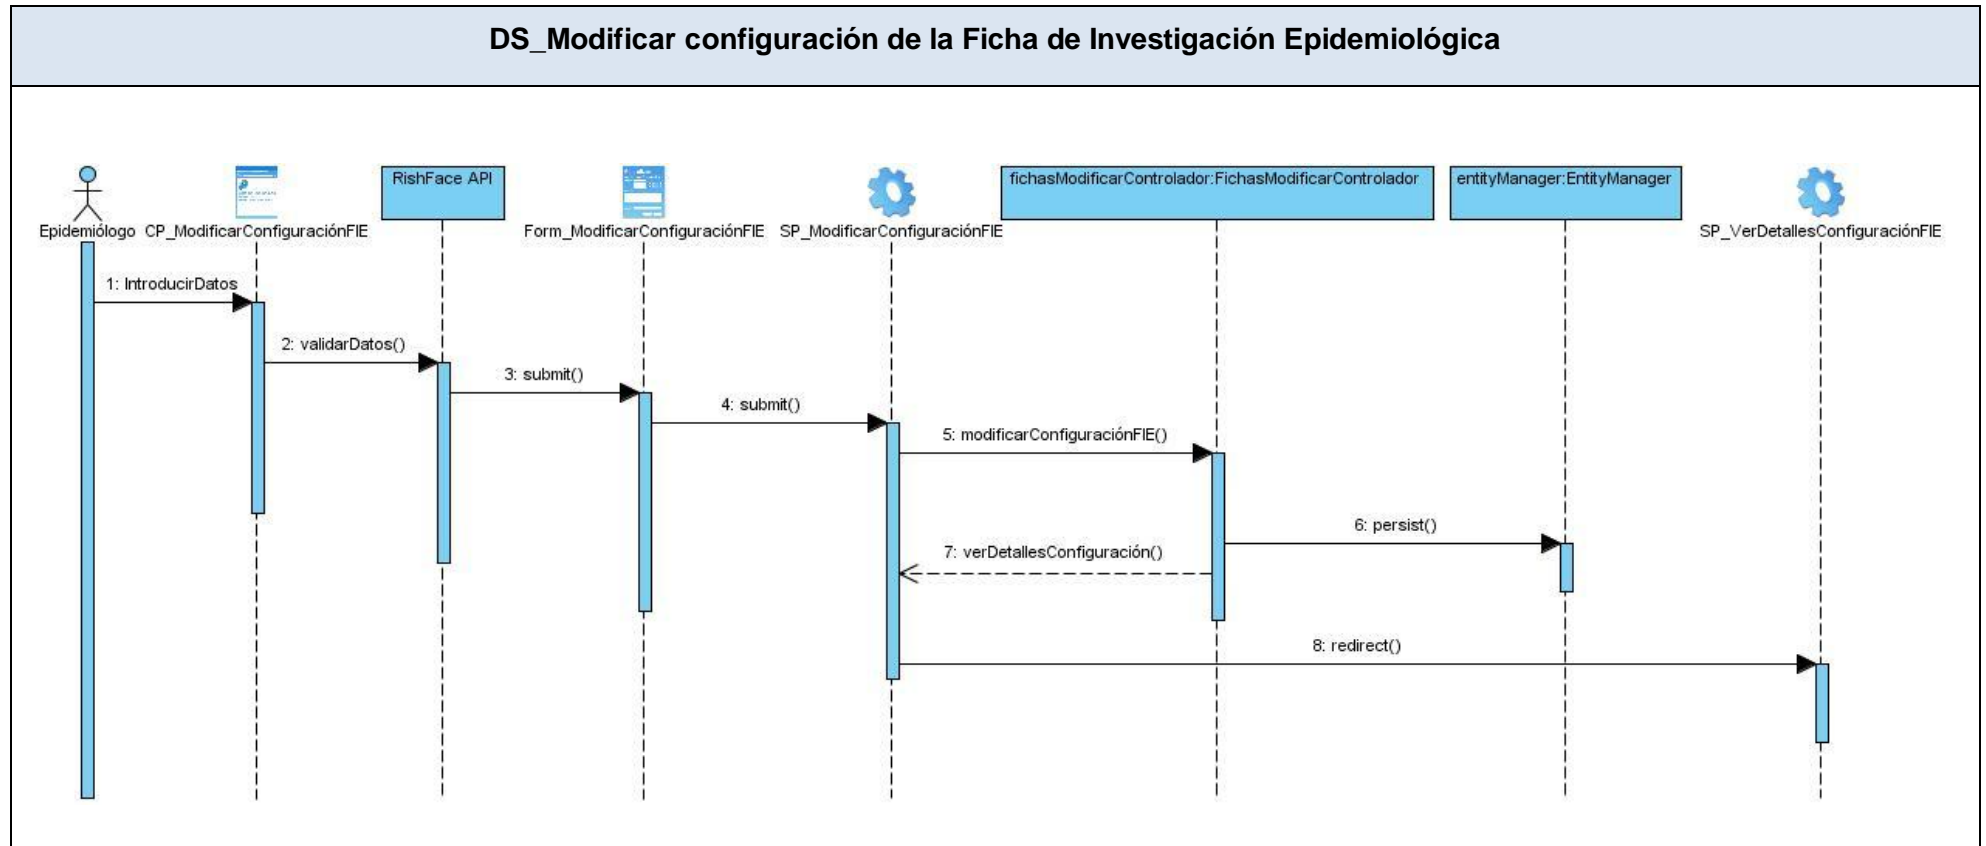 DS_Modificar configuración de la Ficha de Investigación Epidemiológica
RishFace API
fichasModificarControlador:FichasModificarControlador
entityManager:EntityManager
Epidemiólogo
CP_ModificarConfiguraciónFIE
Form_ModificarConfiguraciónFIE
SP_ModificarConfiguraciónFIE
SP_VerDetallesConfiguraciónFIE
1: IntroducirDatos
2: validarDatos()
3: submit()
4: submit()
5: modificarConfiguraciónFIE()
6: persist()
7: verDetallesConfiguración()
8: redirect()